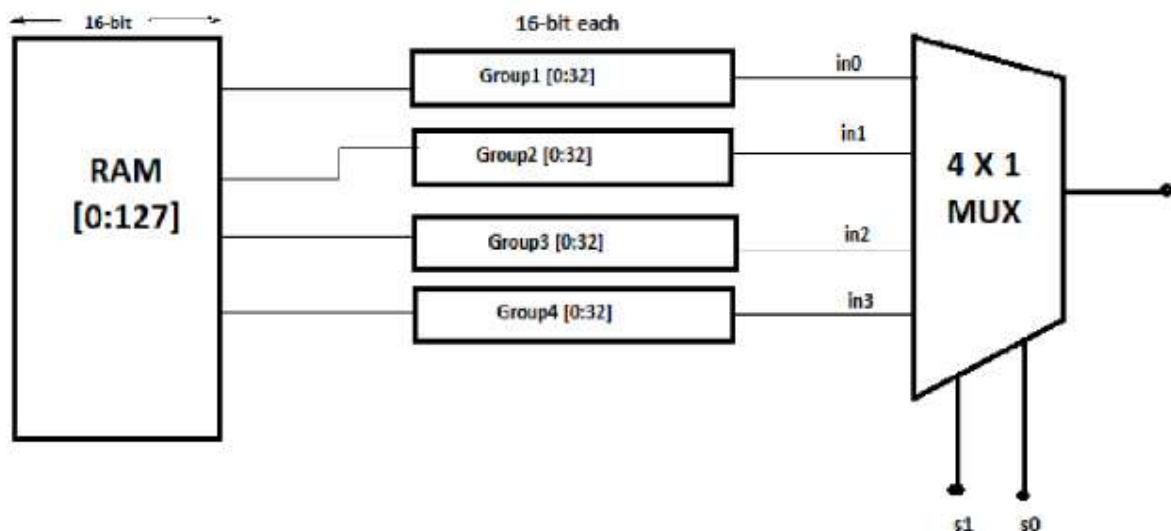 16-bit
16-bit each
RAM
[0:127]
Group1 [0:32]
Group2 [0:32]
Group3 [0:32]
Group4 [0:32]
in0
in1
in2
in3
4 X 1
MUX
s1
s0